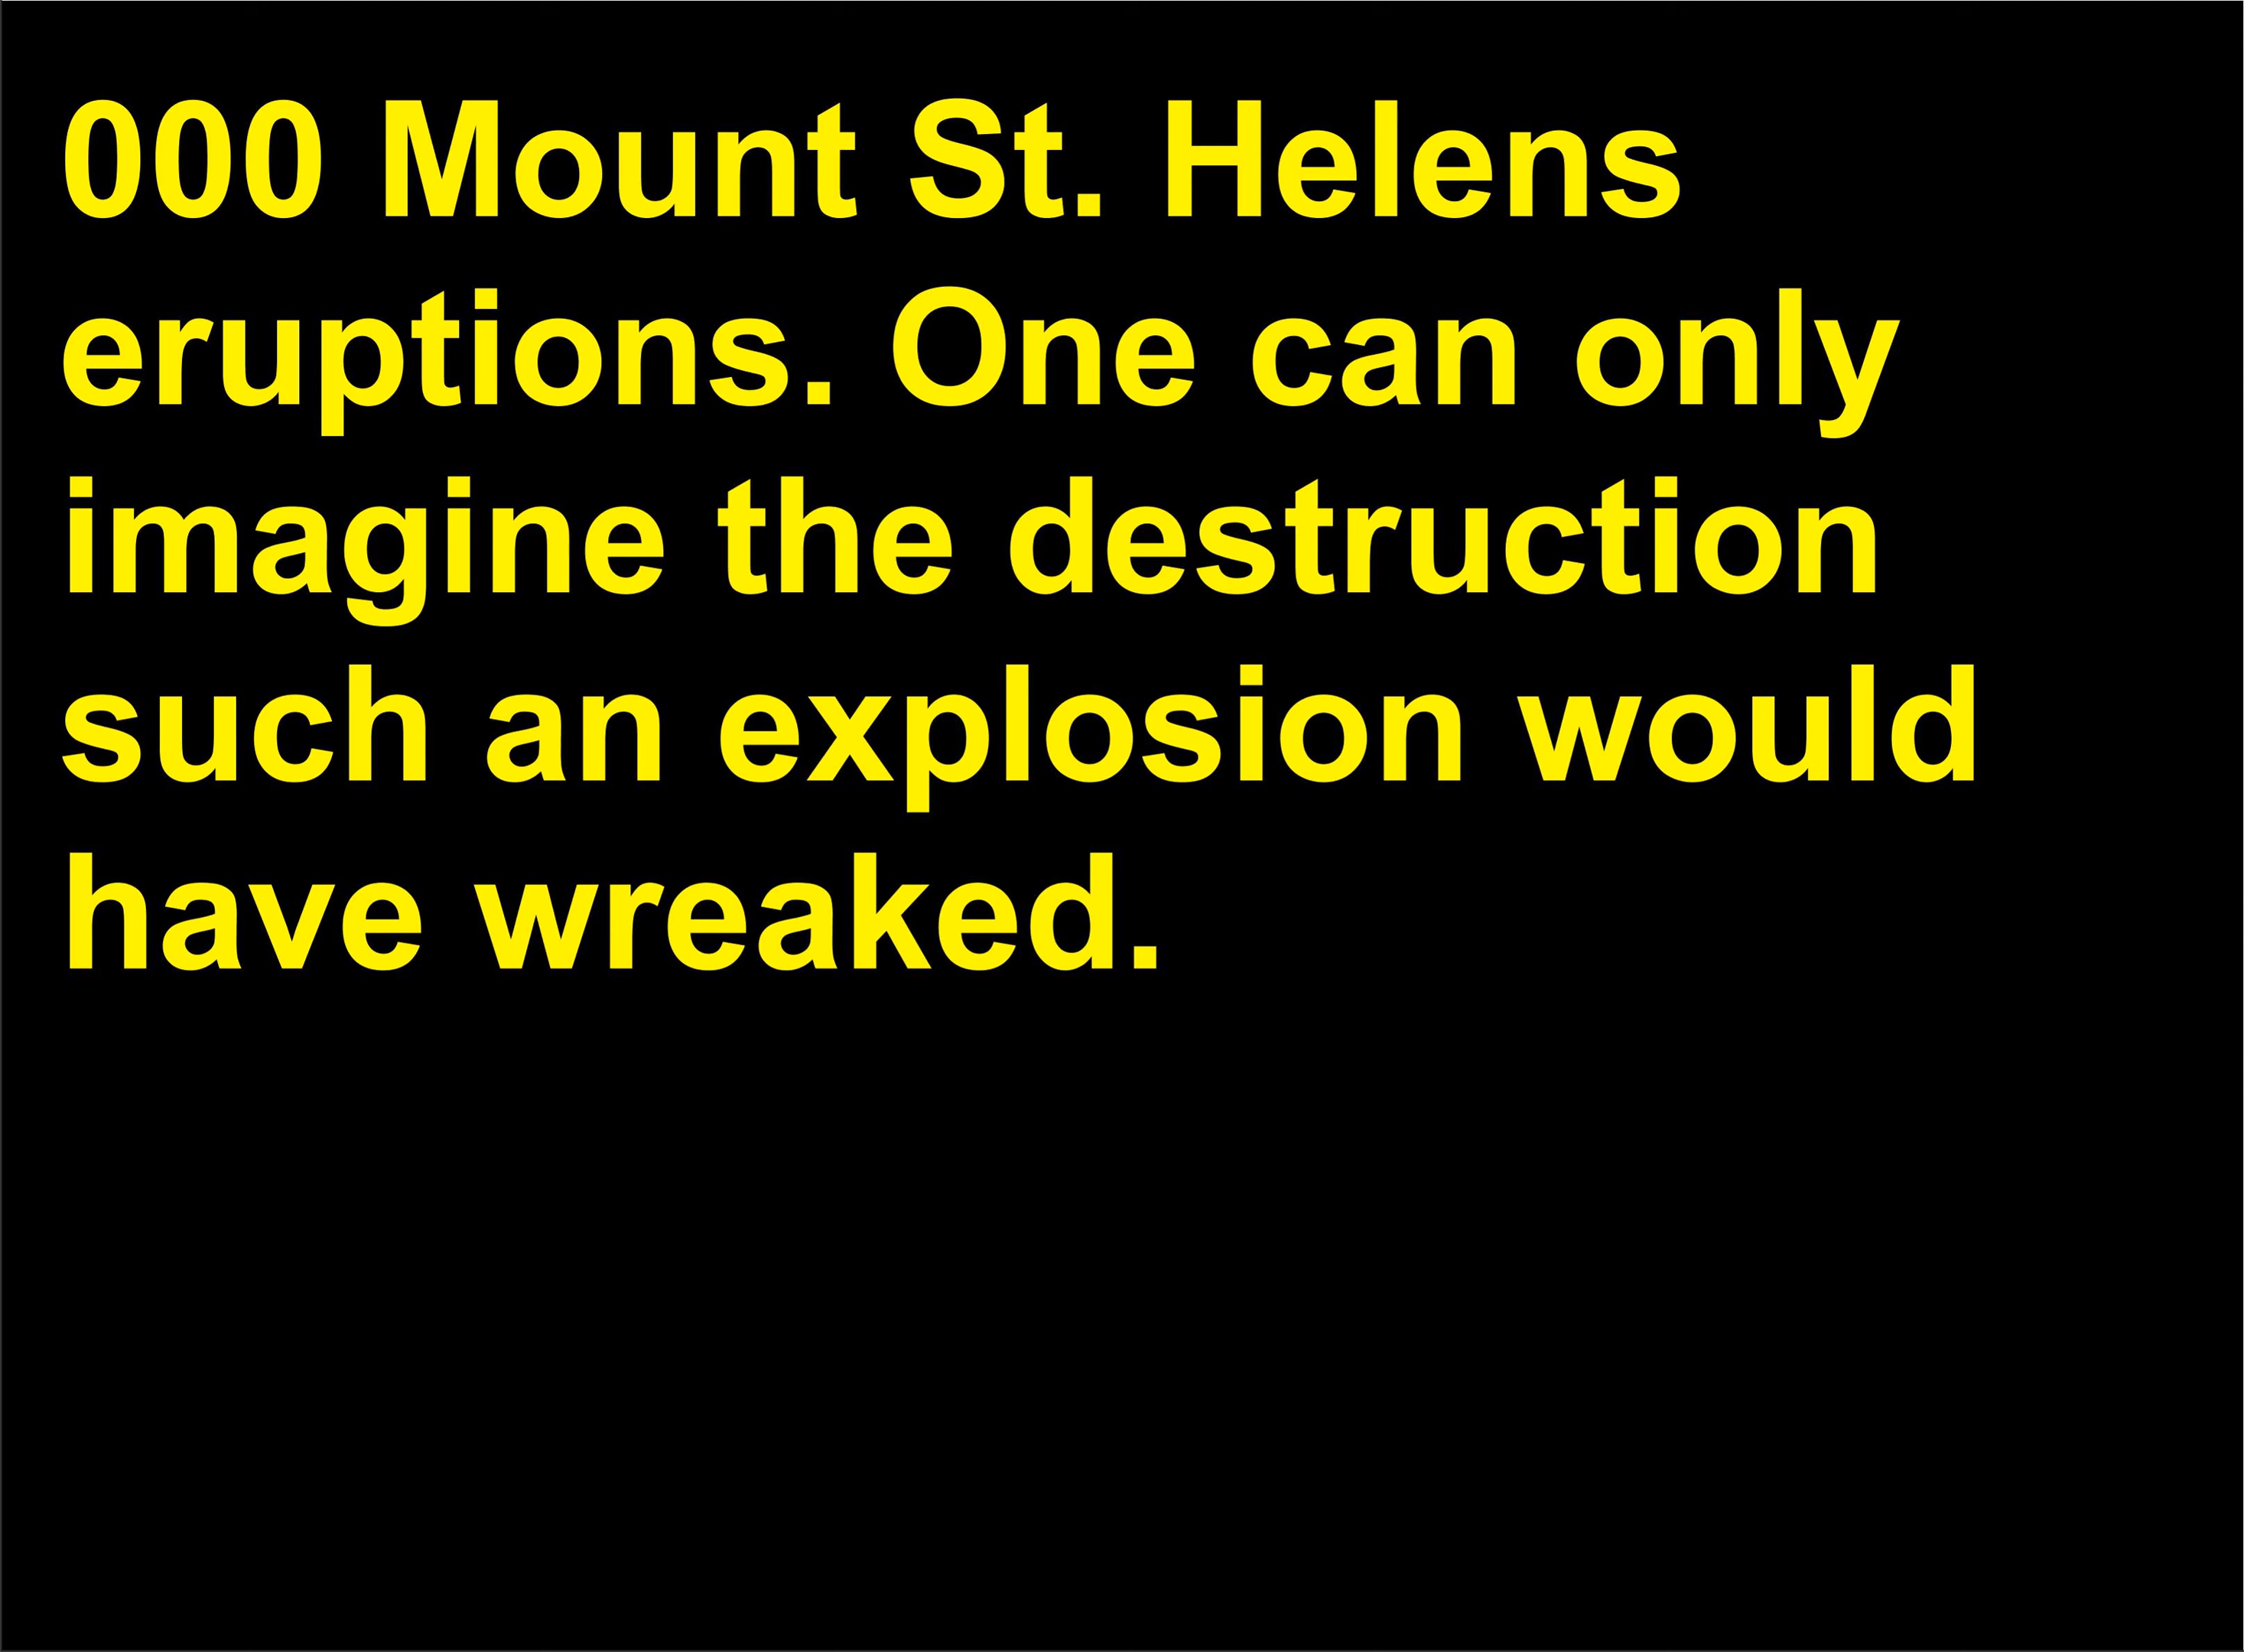 000 Mount St. Helens
eruptions. One can only
imagine the destruction
such an explosion would
have wreaked.